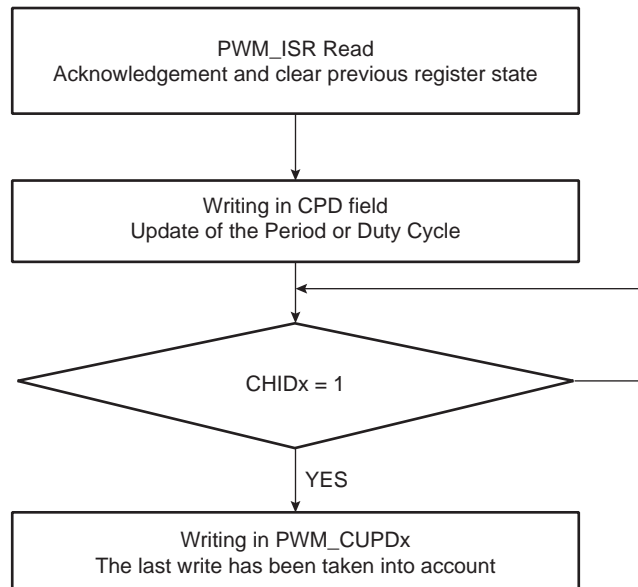 PWM_ISR Read
Acknowledgement and clear previous register state
Writing in CPD field
Update of the Period or Duty Cycle
CHIDx = 1
YES
Writing in PWM_CUPDx
The last write has been taken into account